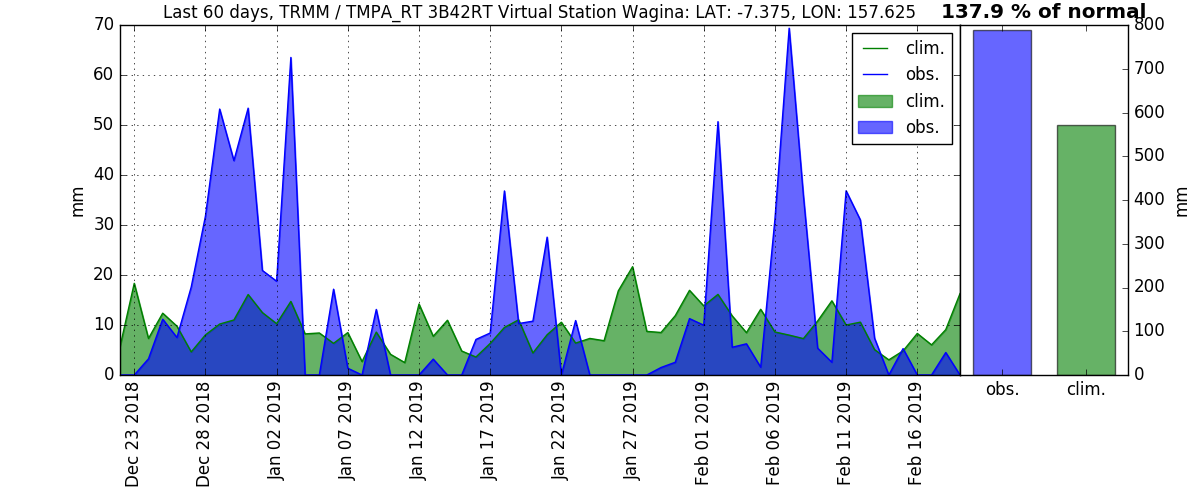 Last 60 days, TRMM / TMPA_RT 3B42RT Virtual Station Wagina: LAT: -7.375, LON: 157.625
137.9 % of normal
70
60
50
40
30
20
10
0
mm
clim.
obs.
clim.
obs.
800
700
600
500
400
300
200
100
0
mm
Dec 23 2018
Dec 28 2018
Jan 02 2019
Jan 07 2019
Jan 12 2019
Jan 17 2019
Jan 22 2019
Jan 27 2019
Feb 01 2019
Feb 06 2019
Feb 11 2019
Feb 16 2019
obs.
clim.